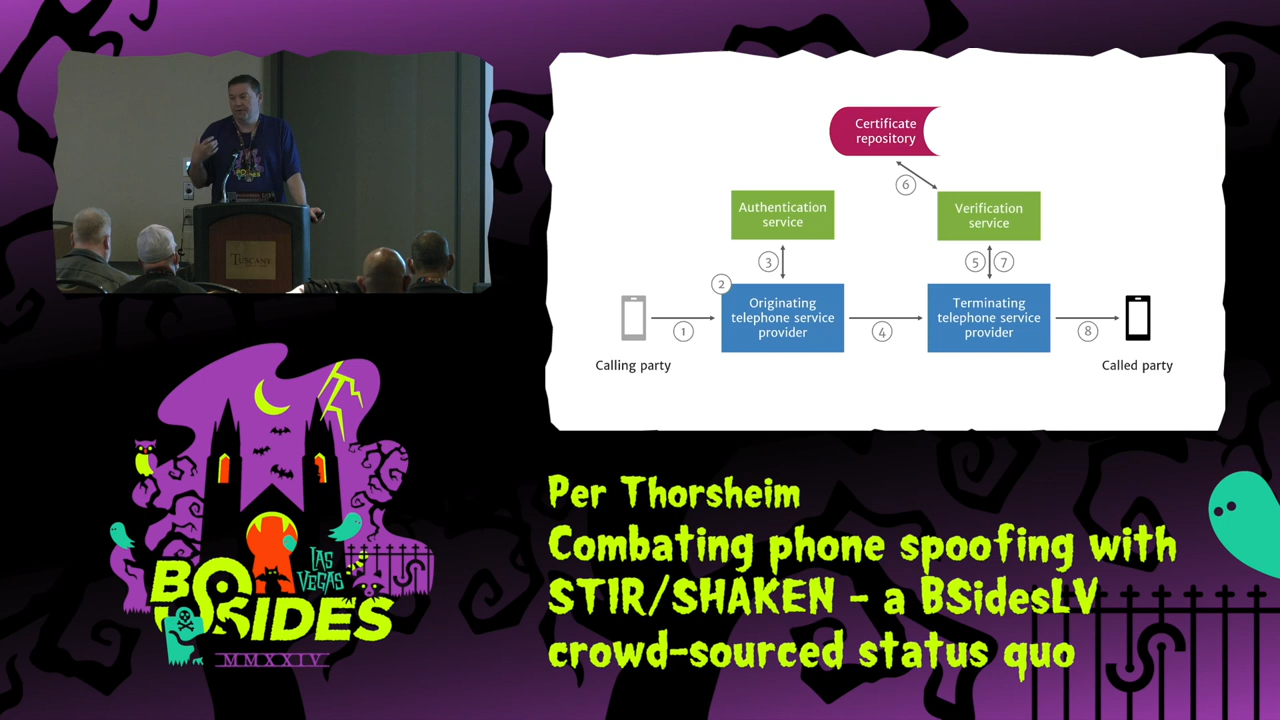 Certificate
repository
6
Authentication
service
Verification
service
3
5
7
2
Originating
telephone service
provider
Terminating
telephone service
provider
1
4
8
Calling party
Called party
TUSCANY
Per Thorsheim
Combating phone spoofing with
STIR/SHAKEN - a BSidesLV
crowd-sourced status quo
LAS
VEGAS
BSIDES
MMXXIV